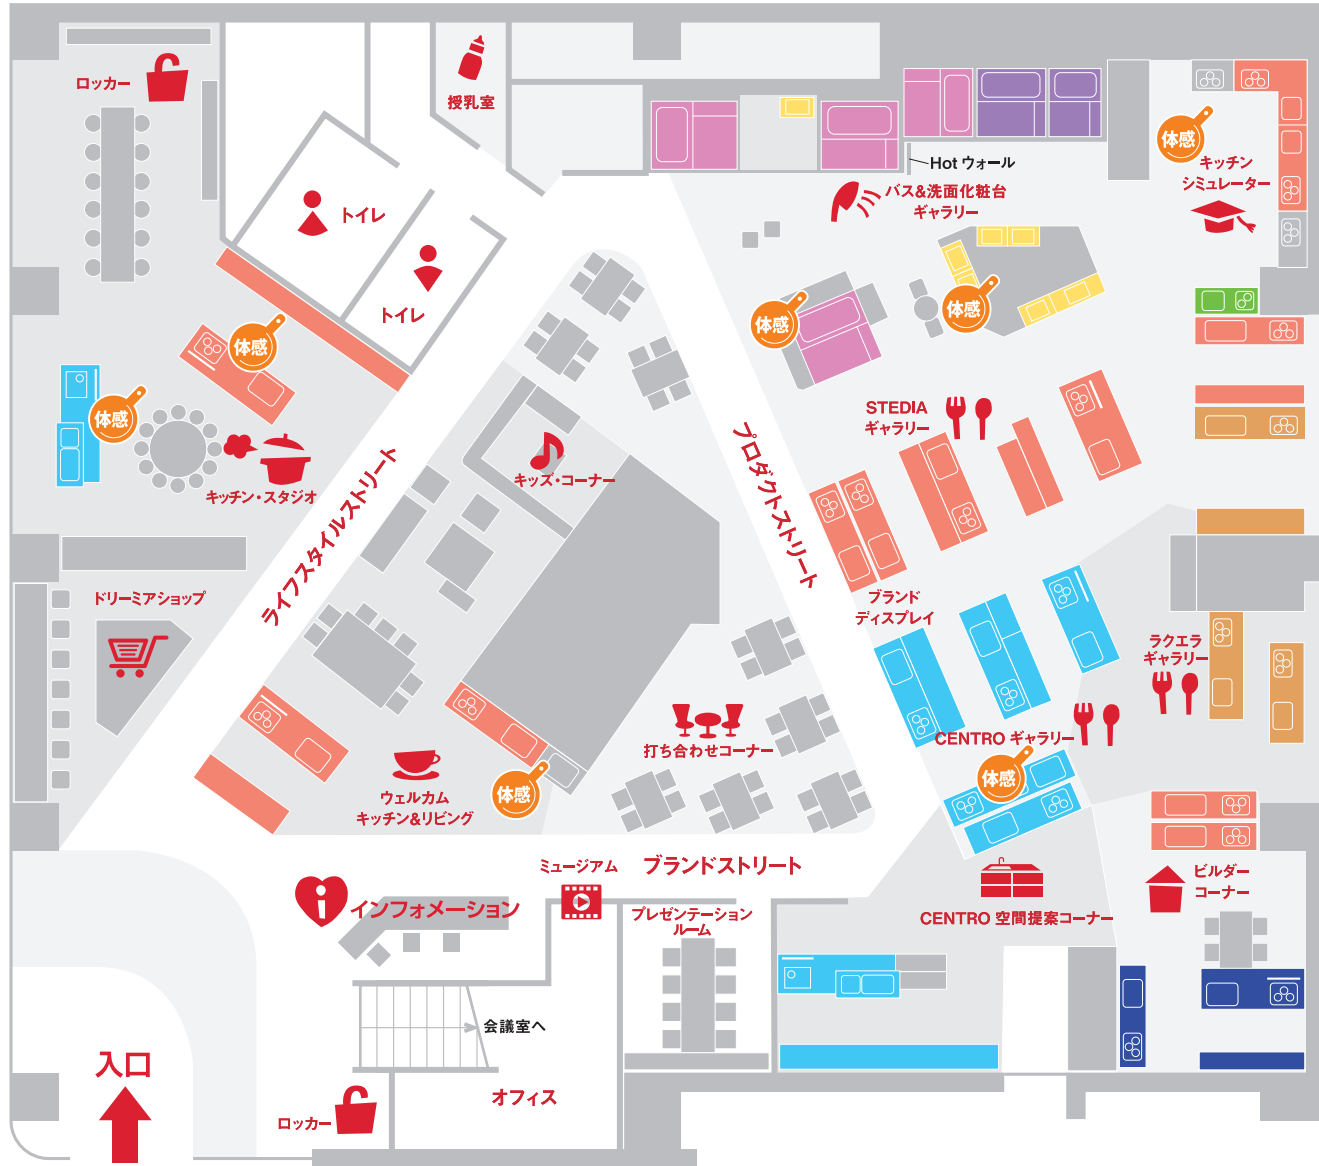 ロッカー
授乳室
体感
Hot ウォール
キッチン
シミュレーター
バス&洗面化粧台
ギャラリー
トイレ
トイレ
体感
体感
体感
体感
STEDIA
ギャラリー
キッチン・スタジオ
キッズ・コーナー
プロダクトストリート
ライフスタイルストリート
ドリーミアショップ
ブランド
ディスプレイ
ラクエラ
ギャラリー
CENTRO ギャラリー
打ち合わせコーナー
体感
体感
ウェルカム
キッチン&リビング
ミュージアム
ブランドストリート
ビルダー
コーナー
インフォメーション
プレゼンテーション
ルーム
CENTRO 空間提案コーナー
会議室へ
入口
オフィス
ロッカー